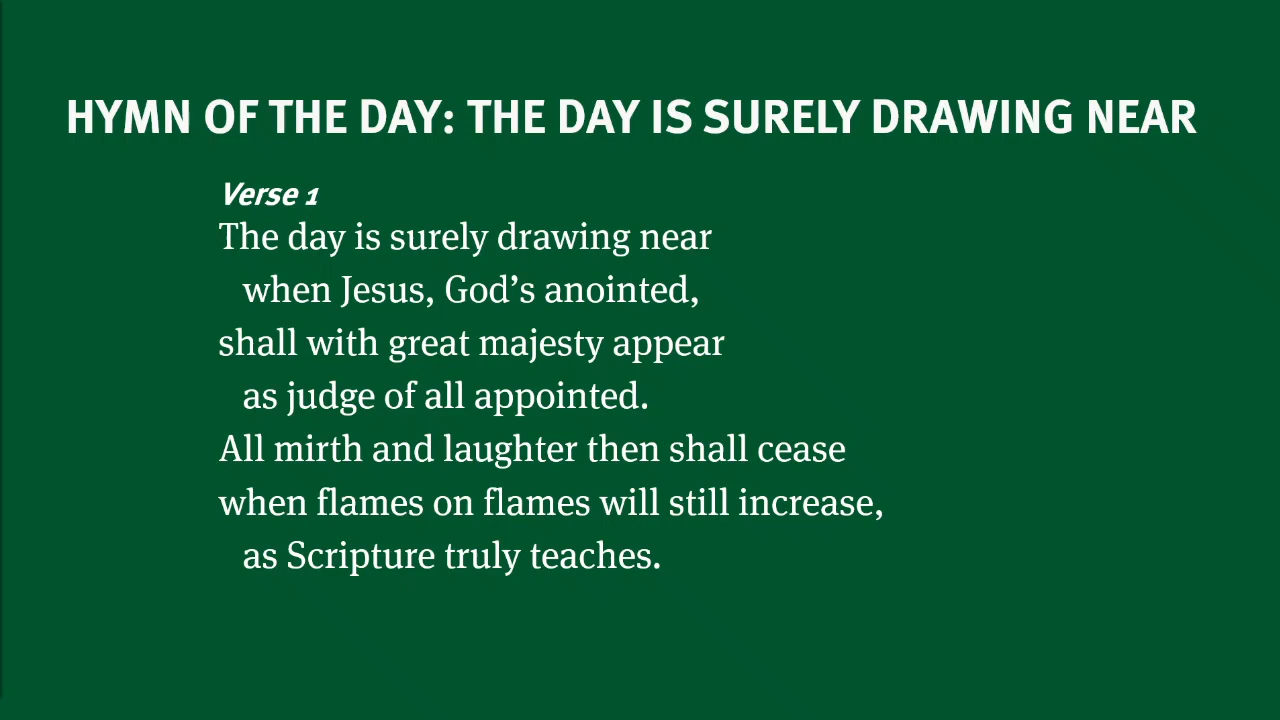 HYMN OF THE DAY: THE DAY IS SURELY DRAWING NEAR
Verse 1
The day is surely drawing near
when Jesus, God’s anointed,
shall with great majesty appear
as judge of all appointed.
All mirth and laughter then shall cease
when flames on flames will still increase,
as Scripture truly teaches.